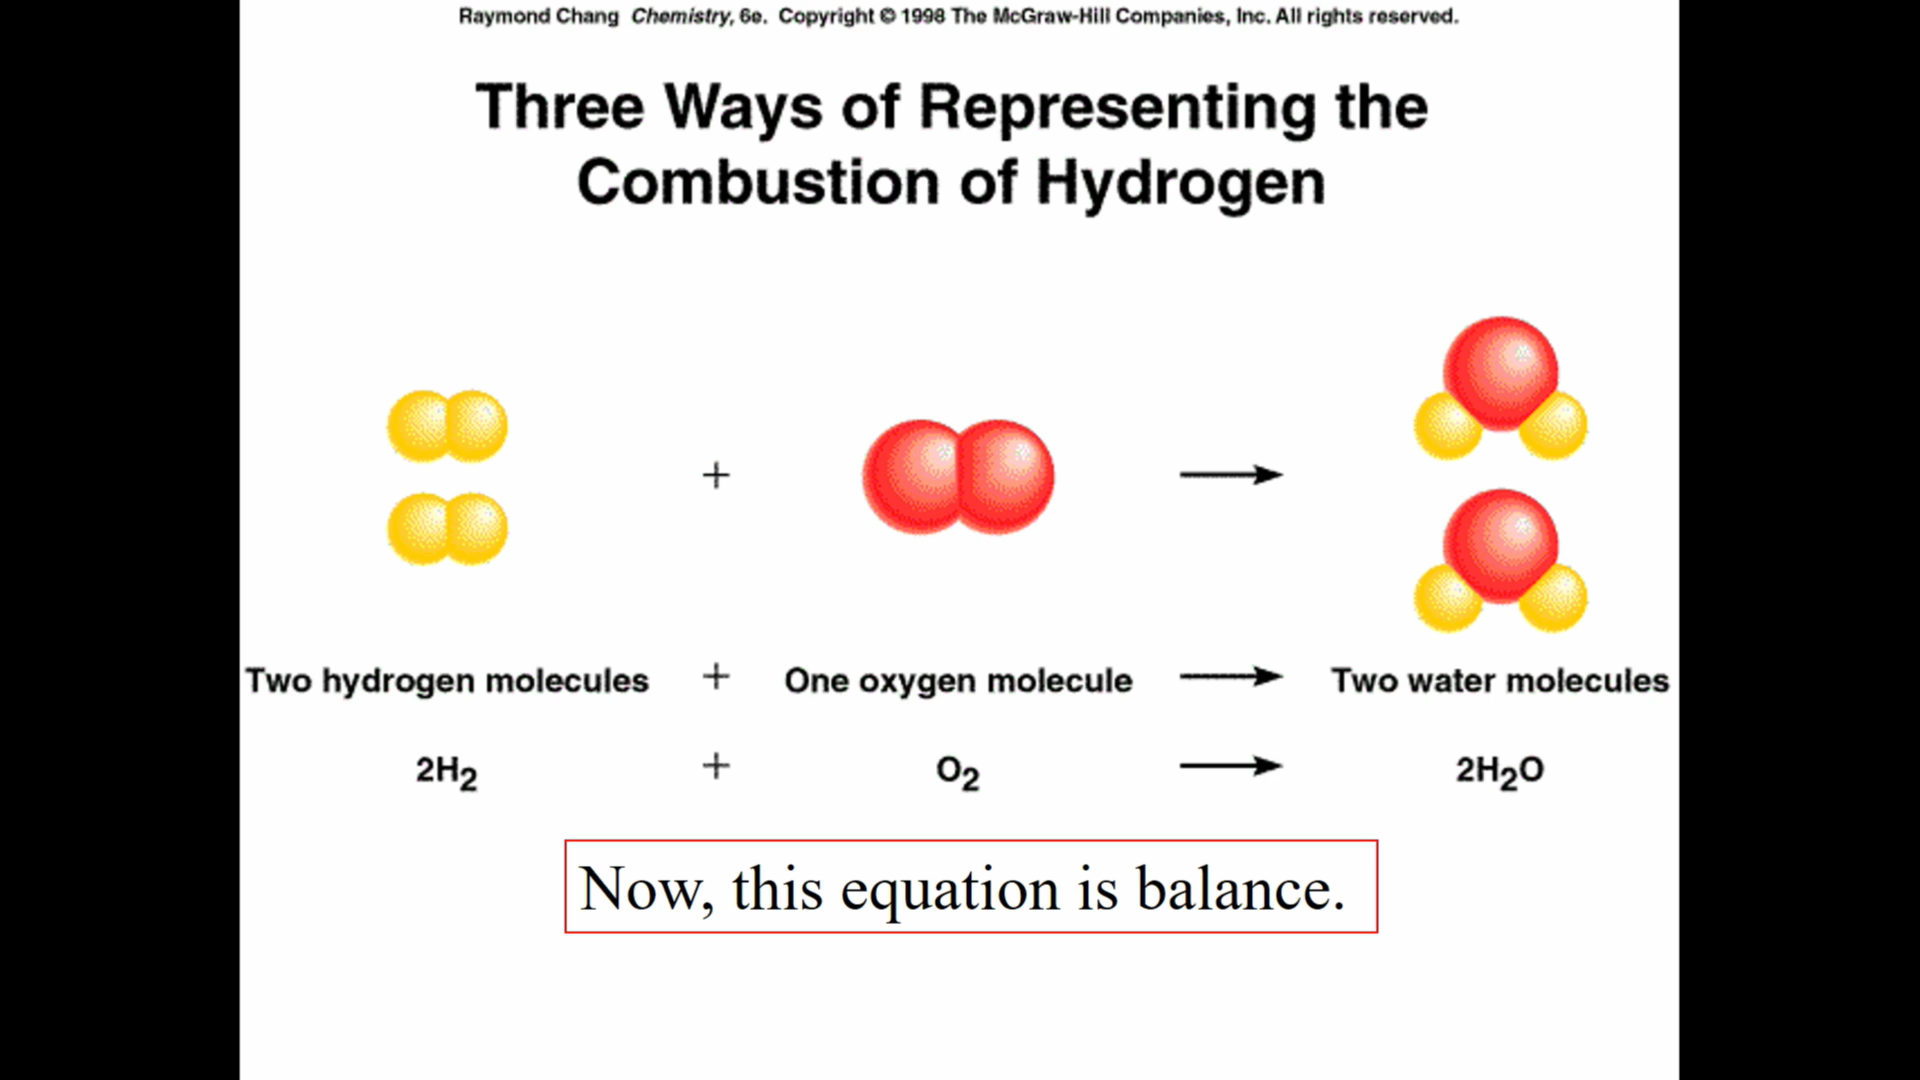 Raymond Chang Chemistry, 6e. Copyright © 1998 The McGraw-Hill Companies, Inc. All rights reserved.
Three Ways of Representing the
Combustion of Hydrogen
+ →
Two hydrogen molecules + One oxygen molecule → Two water molecules
2H₂ + O₂ → 2H₂O
Now, this equation is balance.